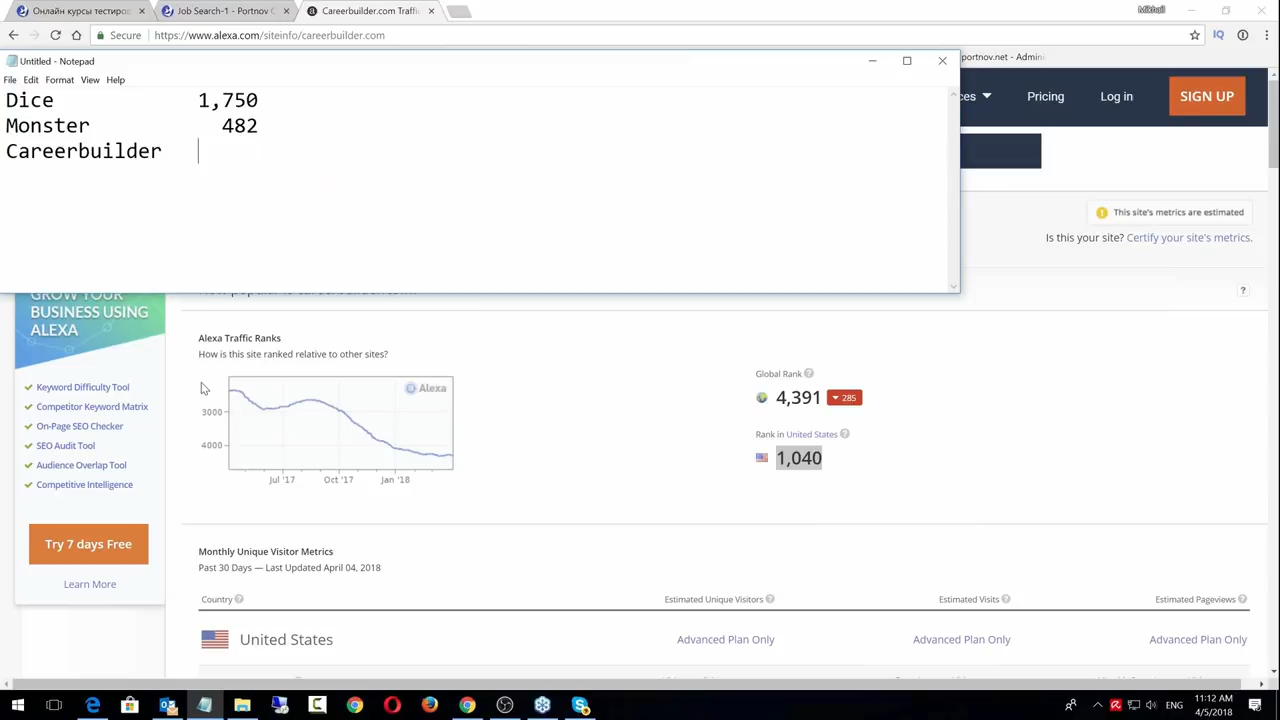 Онлайн курсы тестиров
Job Search-1 - Portnov C
Careerbuilder.com Traffi
Mikhail
Secure
https://www.alexa.com/siteinfo/careerbuilder.com
IQ
Untitled - Notepad
portnov.net - Admini
File Edit Format View Help
Dice 1,750
Monster 482
Careerbuilder
ces
Pricing
Log in
SIGN UP
This site's metrics are estimated
Is this your site? Certify your site's metrics.
GROW YOUR
BUSINESS USING
ALEXA
Keyword Difficulty Tool
Competitor Keyword Matrix
On-Page SEO Checker
SEO Audit Tool
Audience Overlap Tool
Competitive Intelligence
Try 7 days Free
Learn More
?
Alexa Traffic Ranks
How is this site ranked relative to other sites?
Alexa
3000
4000
Jul '17 Oct '17 Jan '18
Global Rank ?
4,391 285
Rank in United States ?
1,040
Monthly Unique Visitor Metrics
Past 30 Days — Last Updated April 04, 2018
Country ? Estimated Unique Visitors ? Estimated Visits ? Estimated Pageviews ?
United States Advanced Plan Only Advanced Plan Only Advanced Plan Only
ENG
11:12 AM
4/5/2018